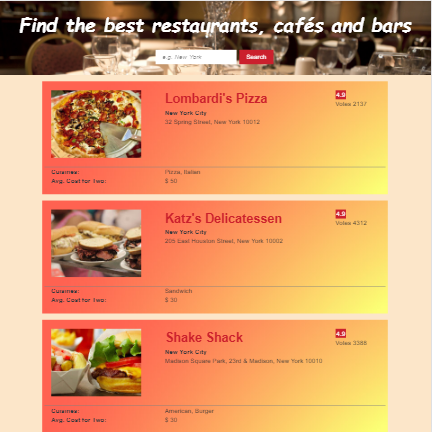 Find the best restaurants, cafés and bars
e.g. New York
Search
Lombardi's Pizza
4.9
New York City
Votes 2137
32 Spring Street, New York 10012
Cuisines:
Pizza, Italian
Avg. Cost for Two:
$ 50
Katz's Delicatessen
4.9
New York City
Votes 4312
205 East Houston Street, New York 10002
Cuisines:
Sandwich
Avg. Cost for Two:
$ 30
Shake Shack
4.9
Votes 3388
New York City
Madison Square Park, 23rd & Madison, New York 10010
Cuisines:
American, Burger
Avg. Cost for Two:
$ 30